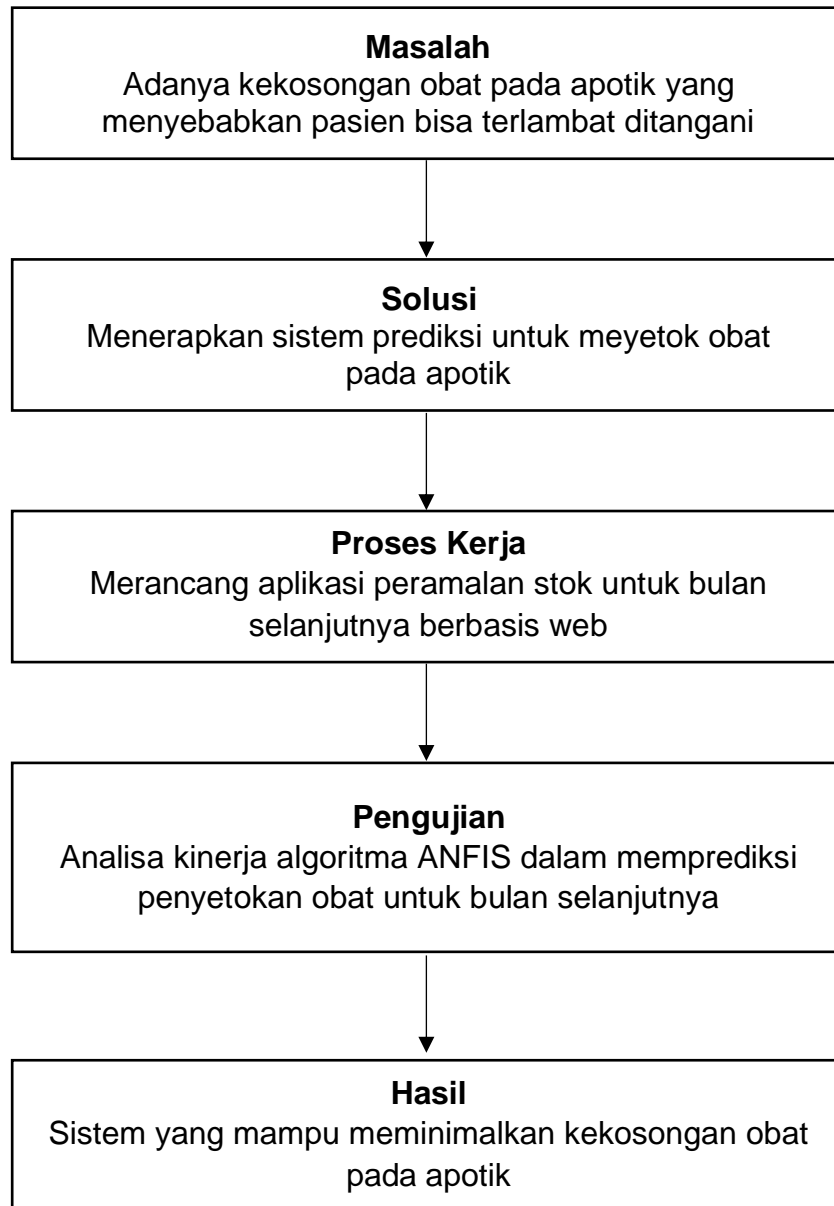 Masalah
Adanya kekosongan obat pada apotik yang
menyebabkan pasien bisa terlambat ditangani
Solusi
Menerapkan sistem prediksi untuk meyetok obat
pada apotik
Proses Kerja
Merancang aplikasi peramalan stok untuk bulan
selanjutnya berbasis web
Pengujian
Analisa kinerja algoritma ANFIS dalam memprediksi
penyetokan obat untuk bulan selanjutnya
Hasil
Sistem yang mampu meminimalkan kekosongan obat
pada apotik